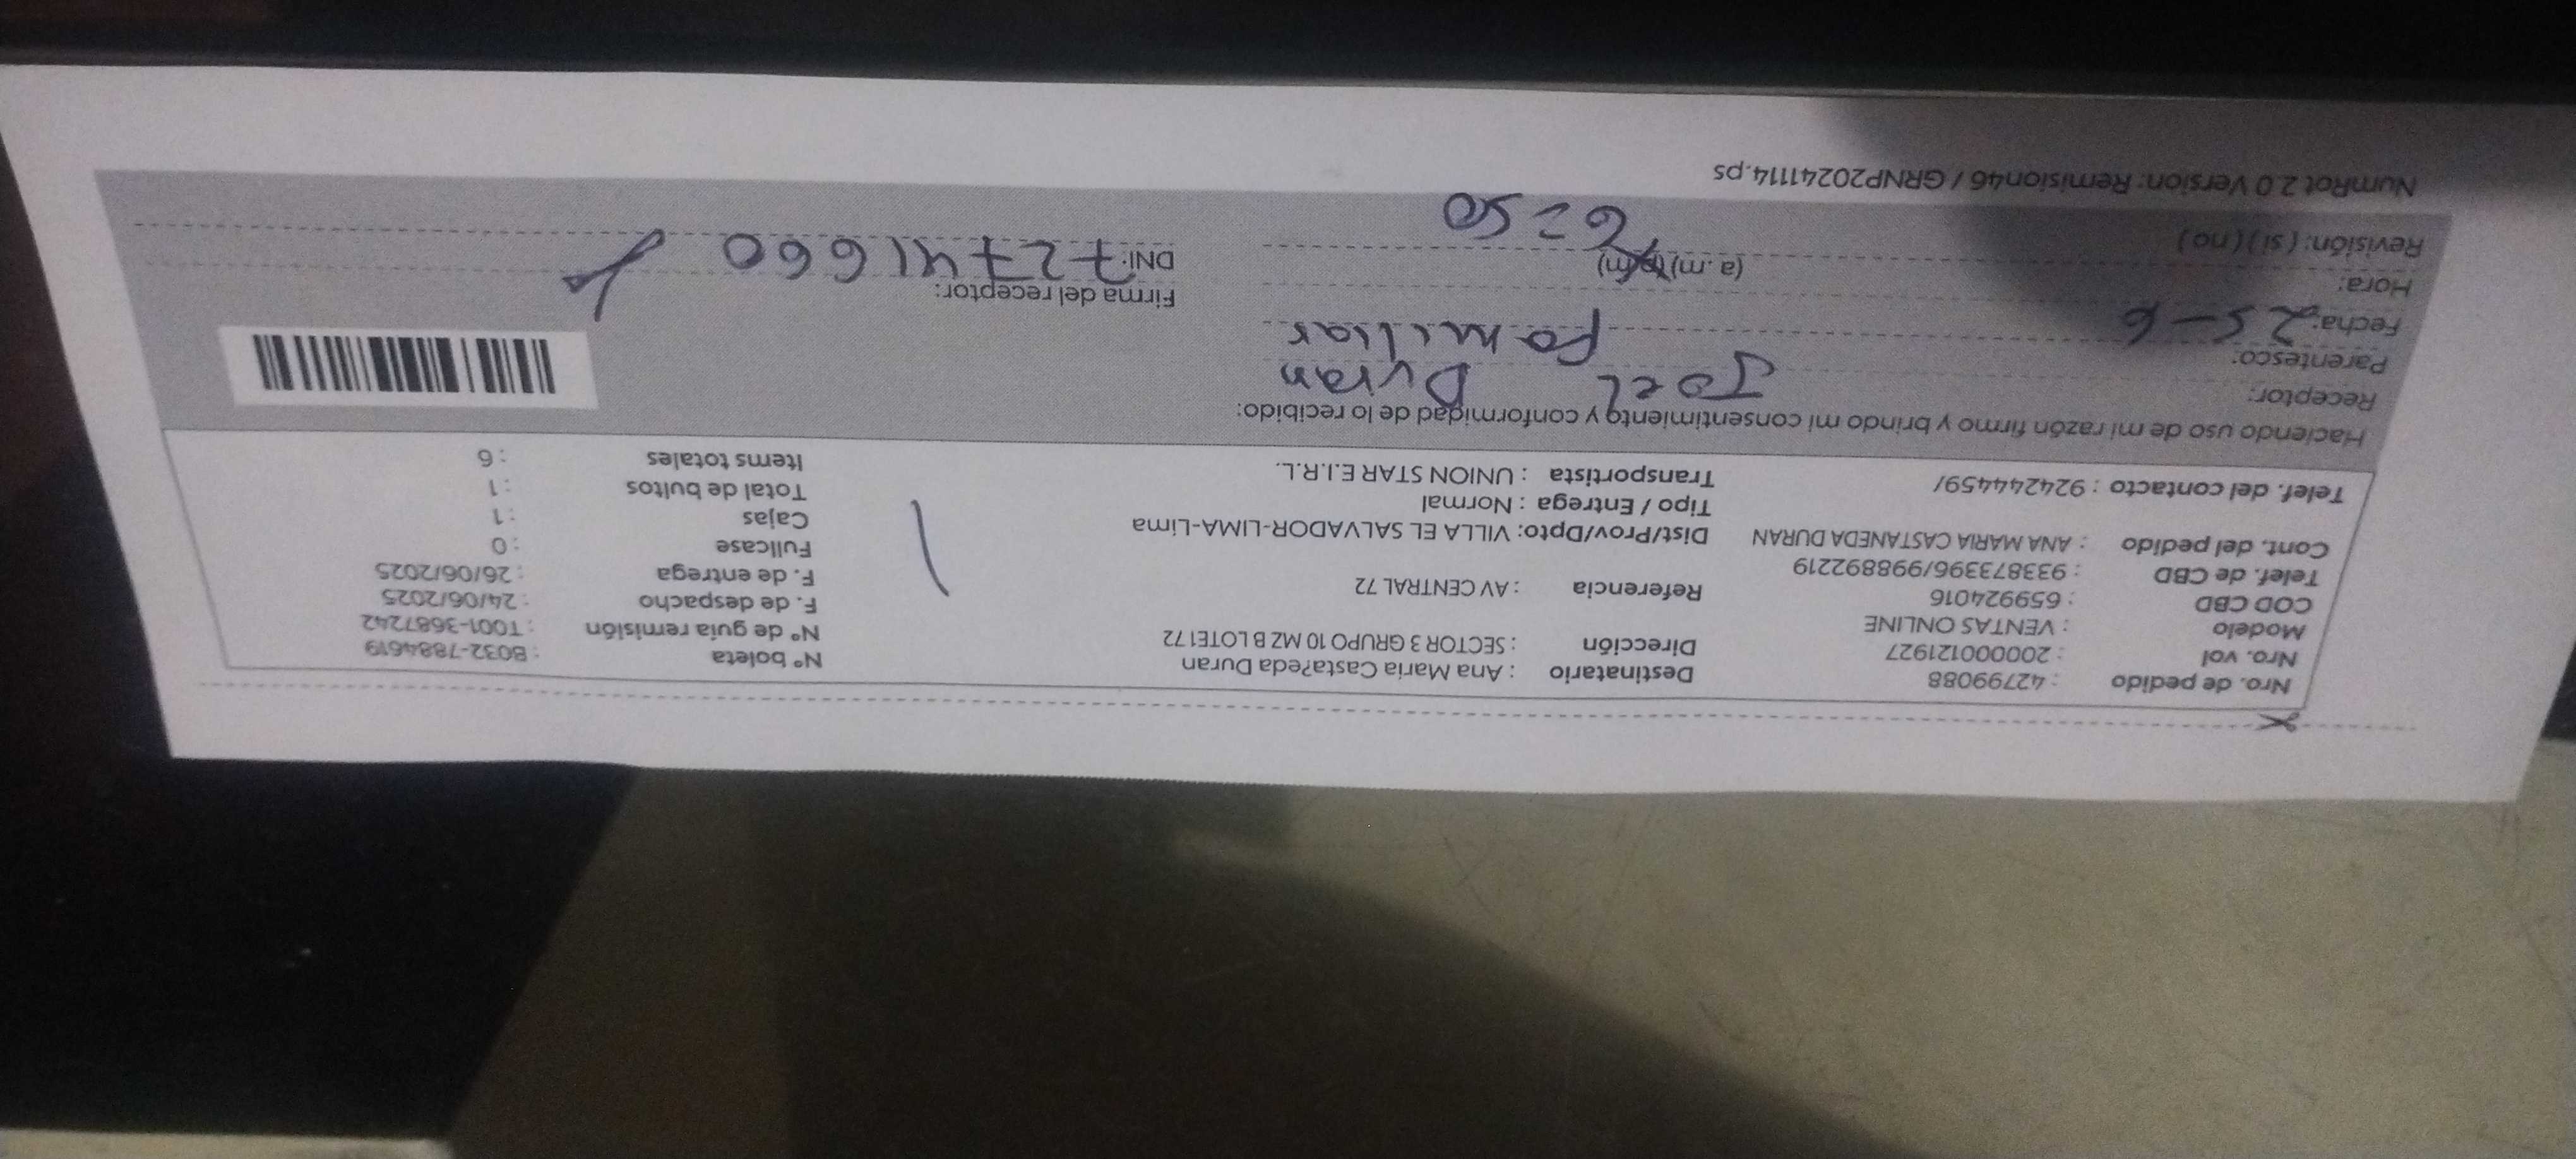 Nro. de pedido : 42799088 Destinatario : Ana Maria Casta?eda Duran N° boleta : B032-7884619
Nro. vol : 200000121927 Dirección : SECTOR 3 GRUPO 10 MZ B LOTE172 N° de guía remisión : T001-3687242
Modelo : VENTAS ONLINE F. de despacho : 24/06/2025
COD CBD : 659924016 Referencia : AV CENTRAL 72 F. de entrega : 26/06/2025
Telef. de CBD : 933873396/998892219 Fullcase : 0
Cont. del pedido : ANA MARIA CASTANEDA DURAN Dist/Prov/Dpto: VILLA EL SALVADOR-LIMA-Lima Cajas : 1
Tipo / Entrega : Normal Total de bultos : 1
Telef. del contacto : 924244459/ Transportista : UNION STAR E.I.R.L. Items totales : 6
Haciendo uso de mi razón firmo y brindo mi consentimiento y conformidad de lo recibido:
Receptor: Joel Duran
Parentesco: familiar
Fecha: 25-6 Firma del receptor:
Hora: (a.m) (p.m) 6=50 DNI: 72741660
Revisión: (si) (no)
NumRot 2.0 Version: Remision46 / GRNP20241114.ps